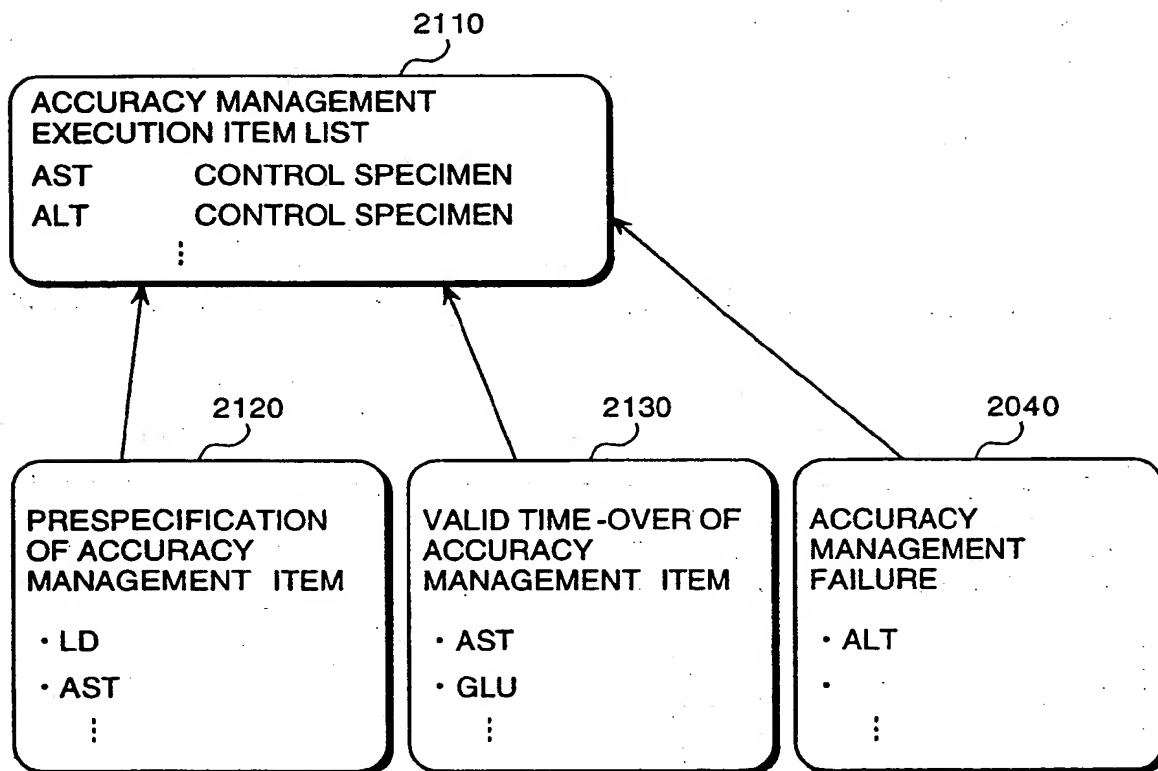 2110
ACCURACY MANAGEMENT
EXECUTION ITEM LIST
AST CONTROL SPECIMEN
ALT CONTROL SPECIMEN
2120
2130
2040
PRESPECIFICATION
OF ACCURACY
MANAGEMENT ITEM
• LD
• AST
VALID TIME-OVER OF
ACCURACY
MANAGEMENT ITEM
• AST
• GLU
ACCURACY
MANAGEMENT
FAILURE
• ALT
•